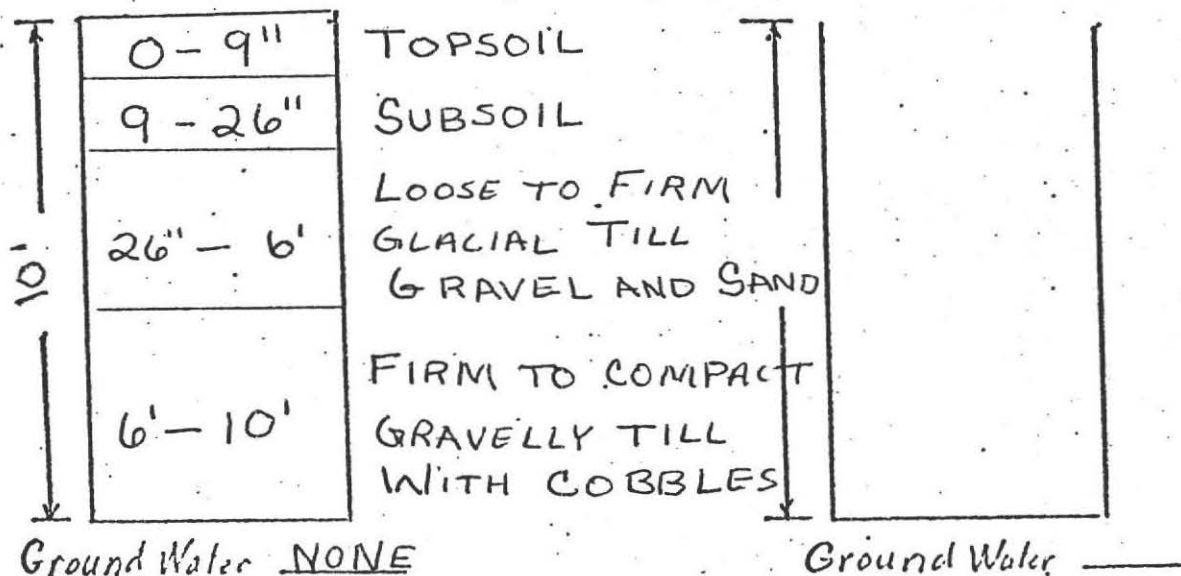 0 - 9" TOPSOIL
9 - 26" SUBSOIL
10'
26" - 6' LOOSE TO FIRM
GLACIAL TILL
GRAVEL AND SAND
6' - 10' FIRM TO COMPACT
GRAVELLY TILL
WITH COBBLES
Ground Water NONE
Ground Water